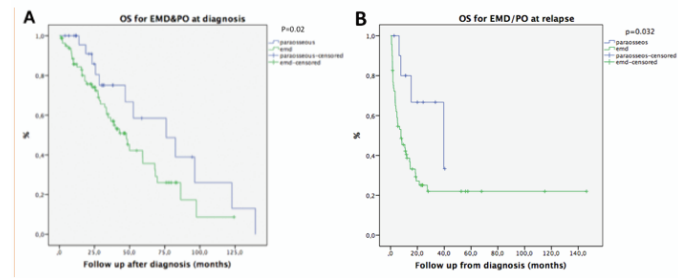 A
OS for EMD&PO at diagnosis
P=0.02
paraosseous
emd
paraosseous-censored
emd-censored
%
1,0
0,8
0,6
0,4
0,2
0,0
,0 25,0 50,0 75,0 100,0 125,0
Follow up after diagnosis (months)
B
OS for EMD/PO at relapse
p=0.032
paraosseos
emd
paraosseos-censored
emd-censored
%
1,0
0,8
0,6
0,4
0,2
0,0
,0 20,0 40,0 60,0 80,0 100,0 120,0 140,0
Follow up from diagnosis (months)